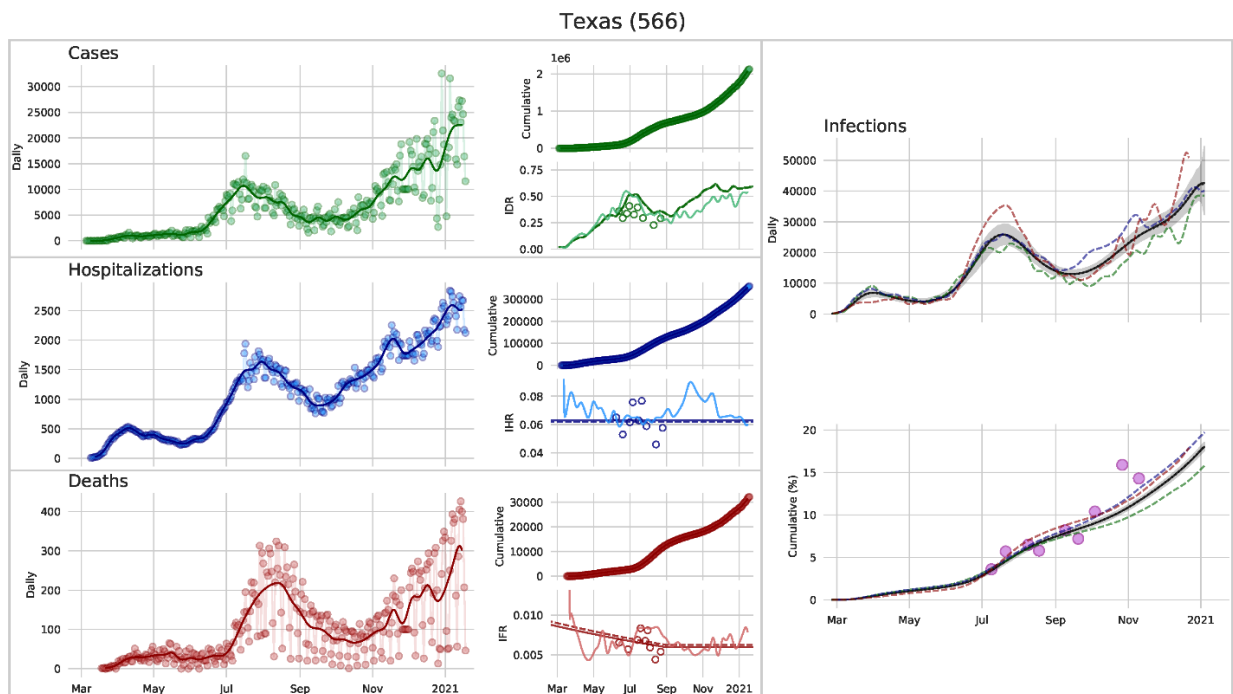 Texas (566)
Cases
Daily
30000
25000
20000
15000
10000
5000
0
1e6
Cumulative
2
1
0
IDR
0.75
0.50
0.25
0.00
Hospitalizations
Daily
2500
2000
1500
1000
500
0
Cumulative
300000
200000
100000
0
IHR
0.08
0.06
0.04
Deaths
Daily
400
300
200
100
0
Mar May Jul Sep Nov 2021
Cumulative
30000
20000
10000
0
IFR
0.010
0.005
Mar May Jul Sep Nov 2021
Infections
Daily
50000
40000
30000
20000
10000
0
Cumulative (%)
20
15
10
5
0
Mar May Jul Sep Nov 2021